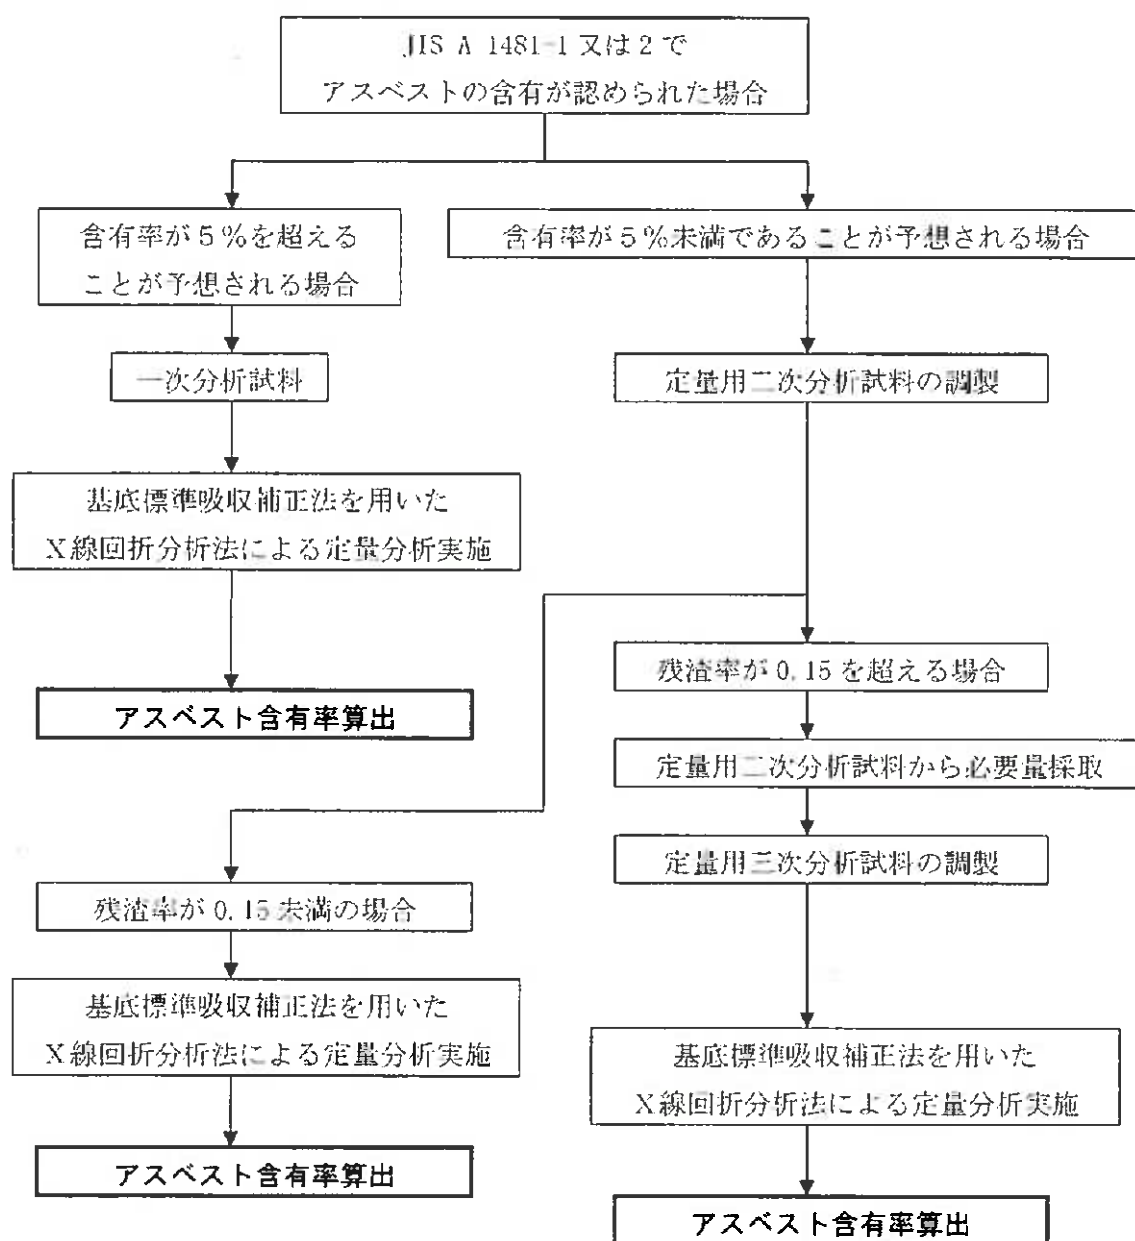 JIS A 1481-1 又は 2 で
アスベストの含有が認められた場合
含有率が5%を超える
ことが予想される場合
含有率が5%未満であることが予想される場合
一次分析試料
定量用二次分析試料の調製
基底標準吸収補正法を用いた
X線回折分析法による定量分析実施
残渣率が 0.15 を超える場合
アスベスト含有率算出
定量用二次分析試料から必要量採取
定量用三次分析試料の調製
残渣率が 0.15 未満の場合
基底標準吸収補正法を用いた
X線回折分析法による定量分析実施
基底標準吸収補正法を用いた
X線回折分析法による定量分析実施
アスベスト含有率算出
アスベスト含有率算出